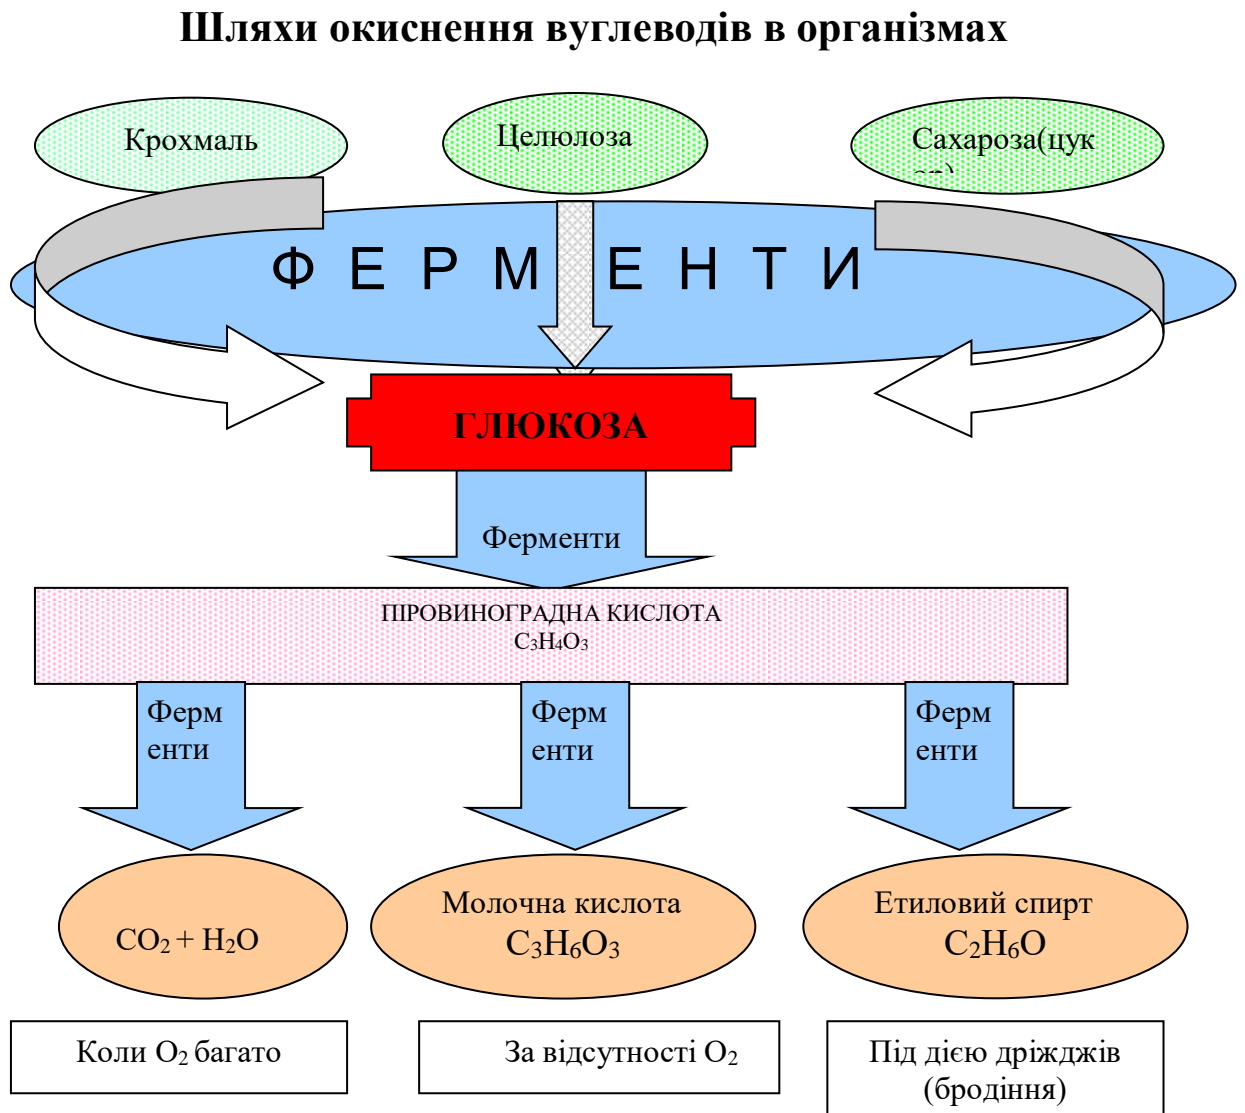 Шляхи окиснення вуглеводів в організмах
Крохмаль
Целюлоза
Сахароза(цук
Ф Е Р М Е Н Т И
ГЛЮКОЗА
Ферменти
ПІРОВИНОГРАДНА КИСЛОТА
C₃H₄O₃
Ферм
енти
Ферм
енти
Ферм
енти
CO₂ + H₂O
Молочна кислота
C₃H₆O₃
Етиловий спирт
C₂H₆O
Коли O₂ багато
За відсутності O₂
Під дією дріжджів
(бродіння)